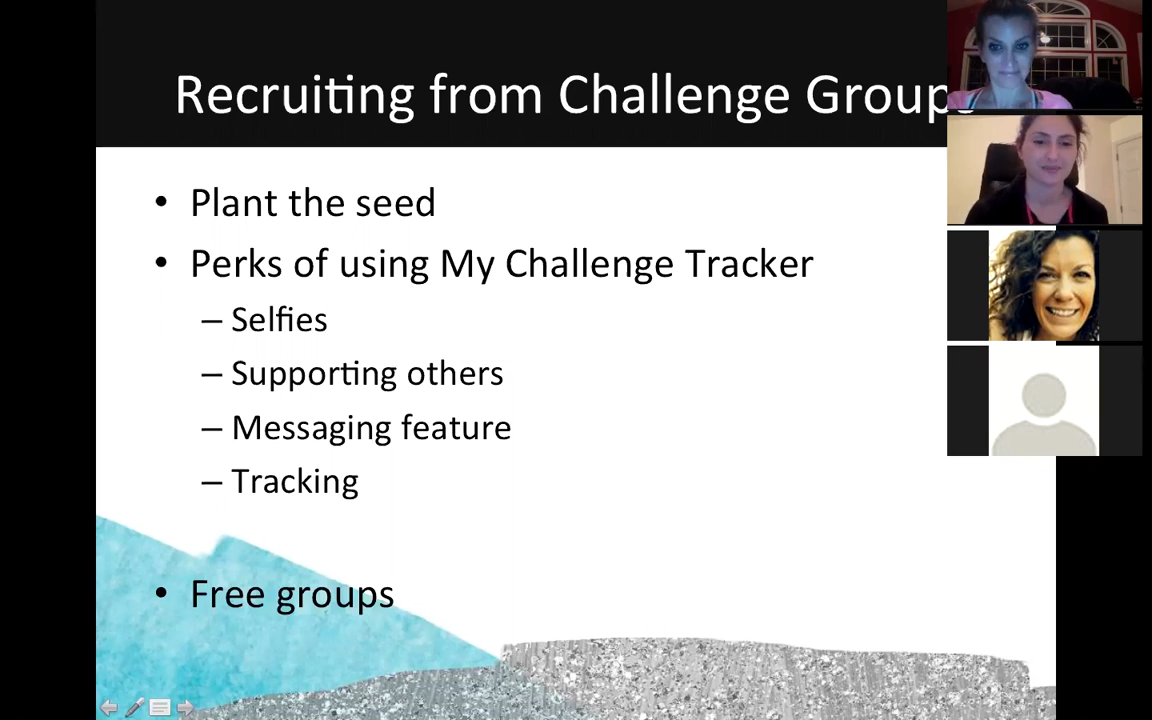 Recruiting from Challenge Groups
• Plant the seed
• Perks of using My Challenge Tracker
– Selfies
– Supporting others
– Messaging feature
– Tracking
• Free groups